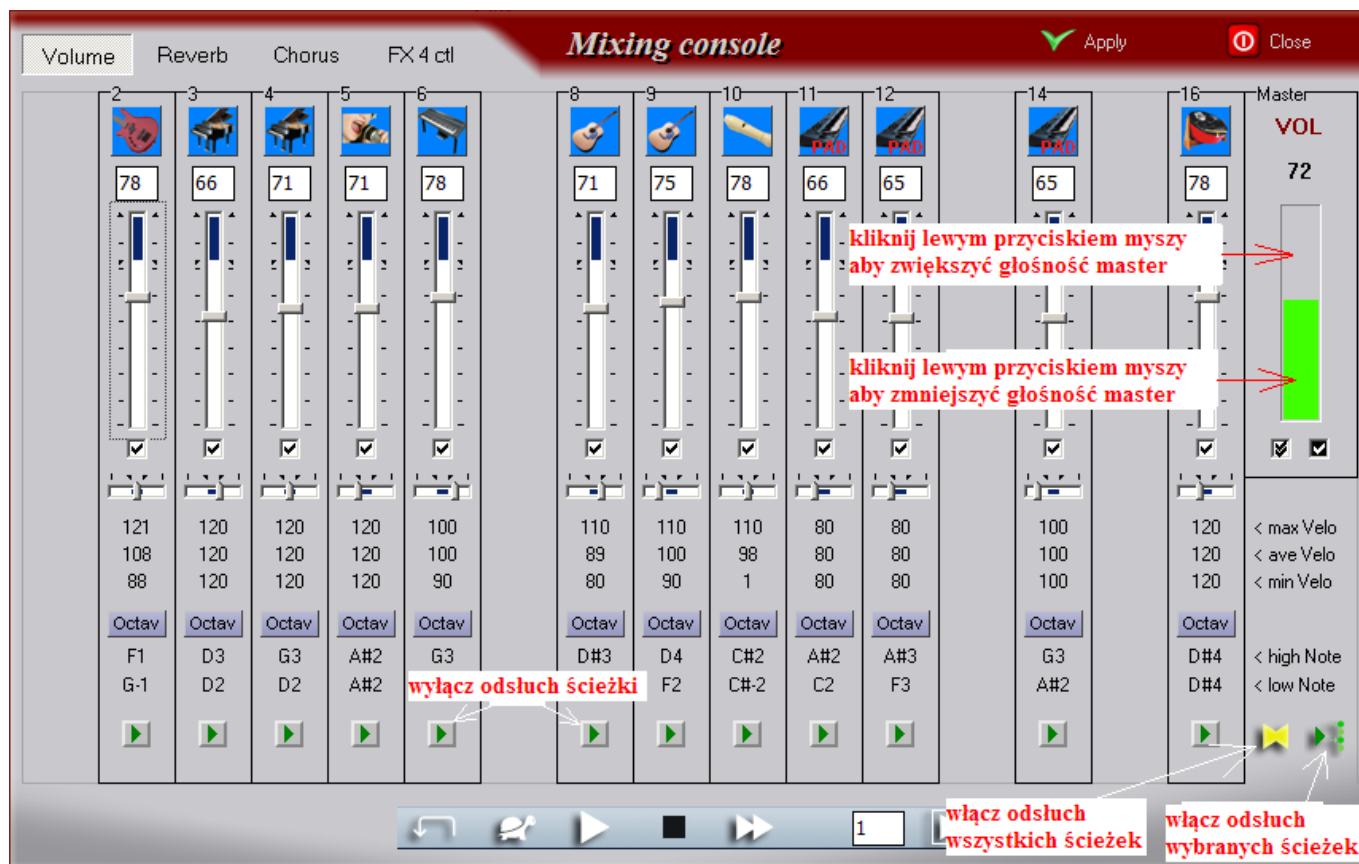 Volume Reverb Chorus FX 4 ctl Mixing console Apply Close
2 3 4 5 6 8 9 10 11 12 14 16 Master
VOL
PAD PAD PAD
78 66 71 71 78 71 75 78 66 65 65 78 72
kliknij lewym przyciskiem myszy
aby zwiększyć głośność master
kliknij lewym przyciskiem myszy
aby zmniejszyć głośność master
121 120 120 120 100 110 110 110 80 80 100 120 < max Velo
108 120 120 120 100 89 100 98 80 80 100 120 < ave Velo
88 120 120 120 90 80 90 1 80 80 100 120 < min Velo
Octav Octav Octav Octav Octav Octav Octav Octav Octav Octav Octav Octav
F1 D3 G3 A#2 G3 D#3 D4 C#2 A#2 A#3 G3 D#4 < high Note
G-1 D2 D2 A#2 wyłącz odsłuch ścieżki F2 C#-2 C2 F3 A#2 D#4 < low Note
1
włącz odsłuch
wszystkich ścieżek
włącz odsłuch
wybranych ścieżek